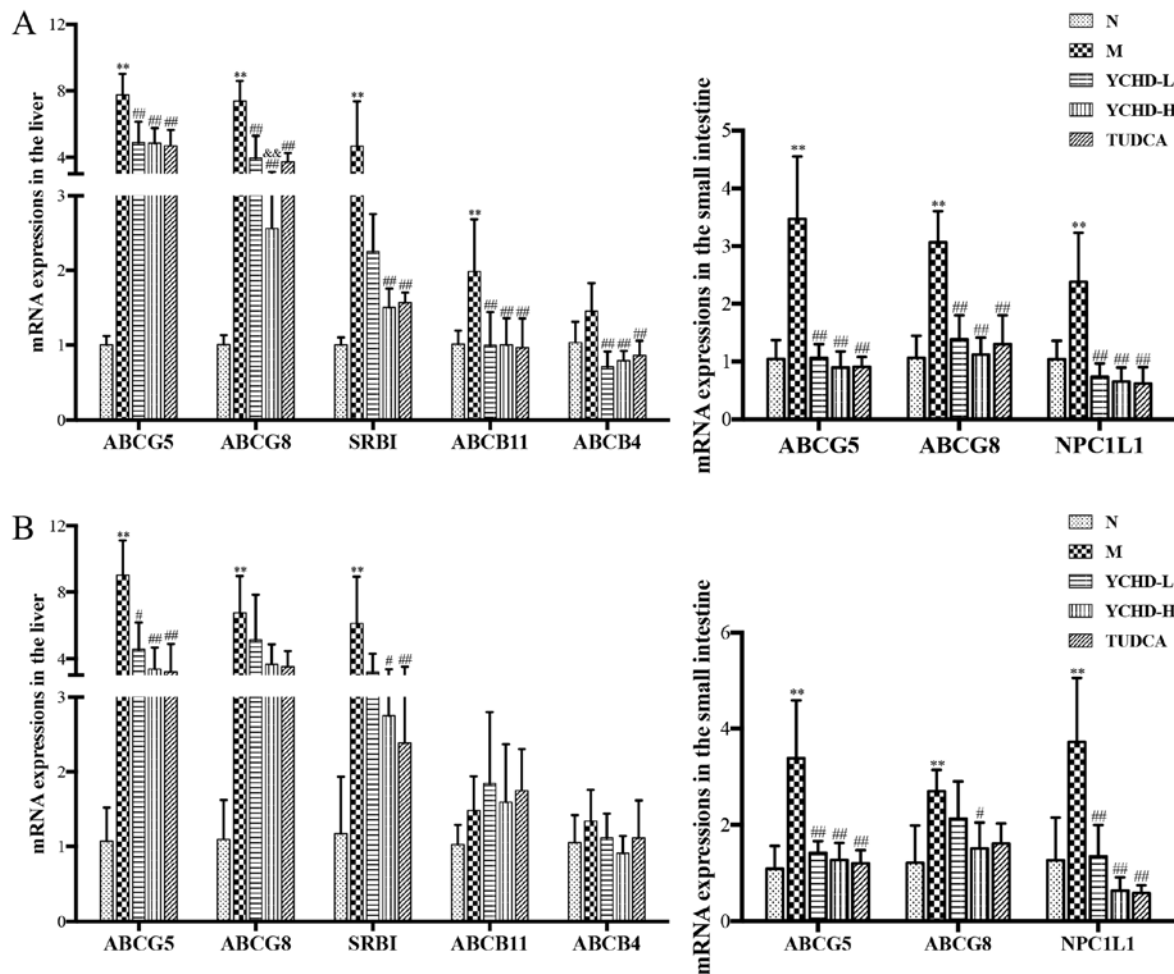 A
mRNA expressions in the liver
12
8
4
3
2
1
0
**
##
##
##
**
##
&&
##
##
**
##
##
**
##
##
##
##
##
##
ABCG5
ABCG8
SRBI
ABCB11
ABCB4
mRNA expressions in the small intestine
5
4
3
2
1
0
**
##
##
##
**
##
##
##
**
##
##
##
ABCG5
ABCG8
NPC1L1
N
M
YCHD-L
YCHD-H
TUDCA
B
mRNA expressions in the liver
12
8
4
3
2
1
0
**
#
##
##
**
**
#
##
ABCG5
ABCG8
SRBI
ABCB11
ABCB4
mRNA expressions in the small intestine
6
4
2
0
**
##
##
##
**
#
**
##
##
##
ABCG5
ABCG8
NPC1L1
N
M
YCHD-L
YCHD-H
TUDCA